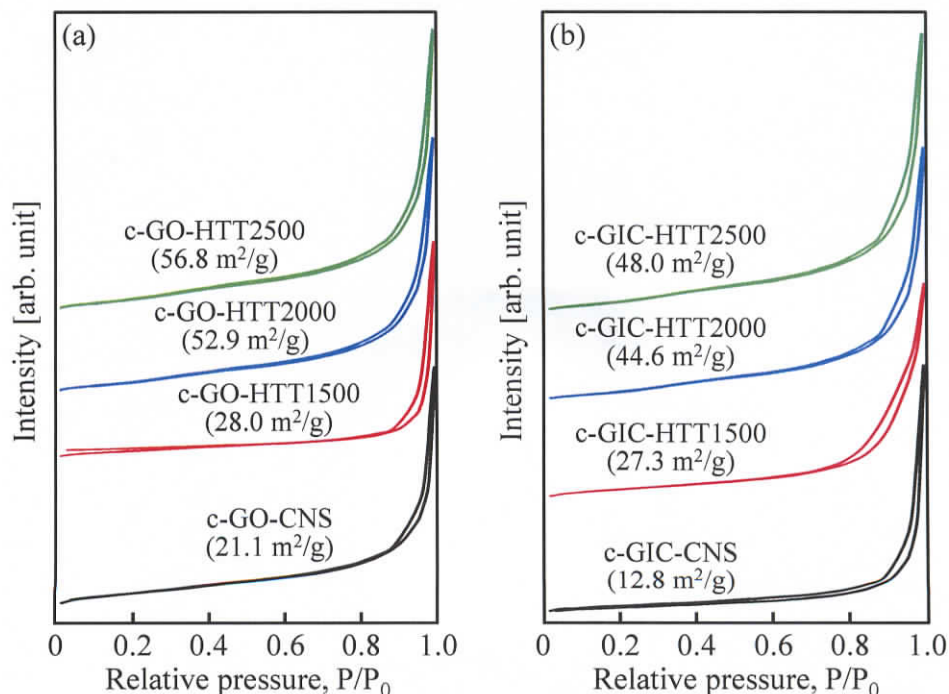 (a)
Intensity [arb. unit]
c-GO-HTT2500
(56.8 m²/g)
c-GO-HTT2000
(52.9 m²/g)
c-GO-HTT1500
(28.0 m²/g)
c-GO-CNS
(21.1 m²/g)
0 0.2 0.4 0.6 0.8 1.0
Relative pressure, P/P₀
(b)
Intensity [arb. unit]
c-GIC-HTT2500
(48.0 m²/g)
c-GIC-HTT2000
(44.6 m²/g)
c-GIC-HTT1500
(27.3 m²/g)
c-GIC-CNS
(12.8 m²/g)
0 0.2 0.4 0.6 0.8 1.0
Relative pressure, P/P₀